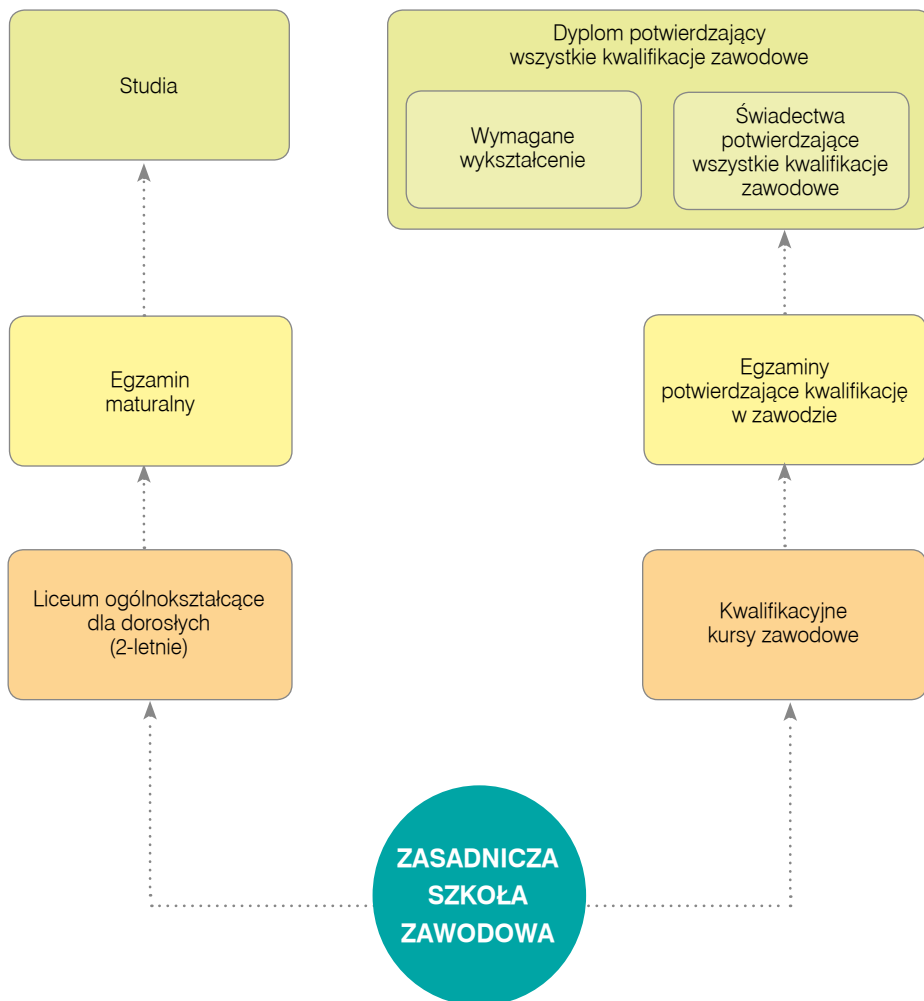 Studia
Dyplom potwierdzający
wszystkie kwalifikacje zawodowe
Wymagane
wykształcenie
Świadectwa
potwierdzające
wszystkie kwalifikacje
zawodowe
Egzamin
maturalny
Egzaminy
potwierdzające kwalifikację
w zawodzie
Liceum ogólnokształcące
dla dorosłych
(2-letnie)
Kwalifikacyjne
kursy zawodowe
ZASADNICZA
SZKOŁA
ZAWODOWA